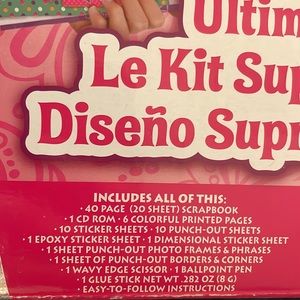 Ultim
Le Kit Sup
Diseño Supr
INCLUDES ALL OF THIS:
• 40 PAGE (20 SHEET) SCRAPBOOK
• 1 CD ROM • 6 COLORFUL PRINTED PAGES
• 10 STICKER SHEETS • 10 PUNCH-OUT SHEETS
• 1 EPOXY STICKER SHEET • 1 DIMENSIONAL STICKER SHEET
• 1 SHEET PUNCH-OUT PHOTO FRAMES & PHRASES
• 1 SHEET OF PUNCH-OUT BORDERS & CORNERS
• 1 WAVY EDGE SCISSOR • 1 BALLPOINT PEN
• 1 GLUE STICK NET WT .282 OZ (8 G)
• EASY-TO-FOLLOW INSTRUCTIONS